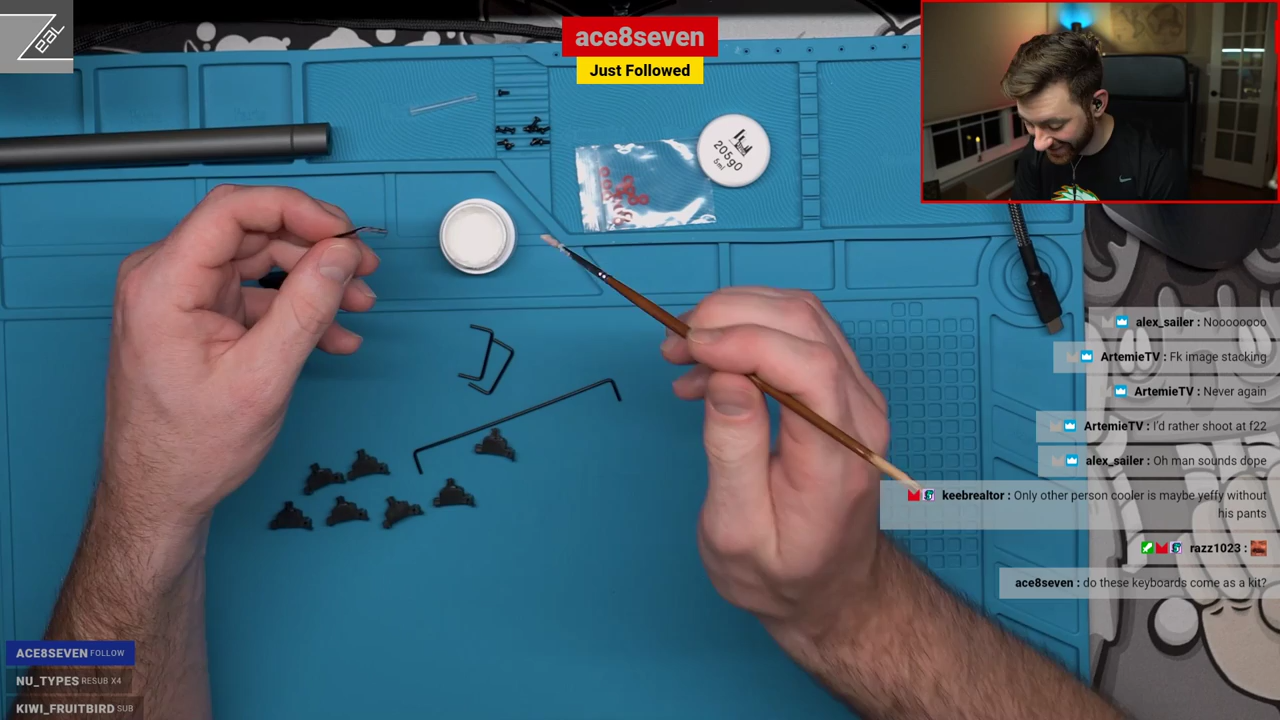 Zeal
ace8seven
Just Followed
205g0
5ml
alex_sailer : Noooooooo
ArtemieTV : Fk image stacking
ArtemieTV : Never again
ArtemieTV : I'd rather shoot at f22
alex_sailer : Oh man sounds dope
keebrealtor : Only other person cooler is maybe yeffy without
his pants
razz1023 :
ace8seven : do these keyboards come as a kit?
ACE8SEVEN FOLLOW
NU_TYPES RESUB X4
KIWI_FRUITBIRD SUB